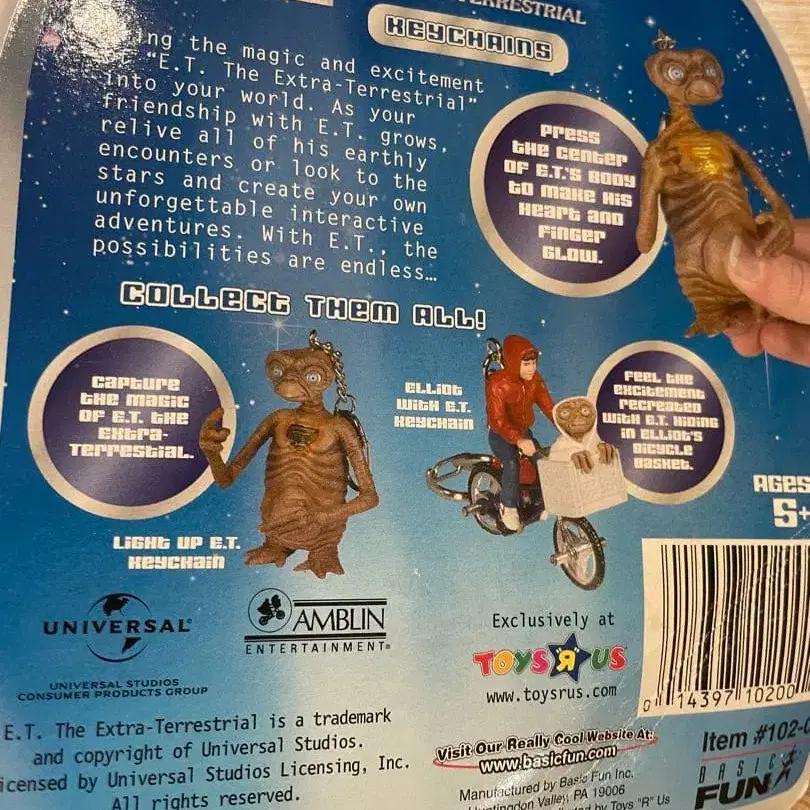 KEYCHAINS
the magic and excitement
"E.T. The Extra-Terrestrial"
into your world. As your
friendship with E.T. grows,
relive all of his earthly
encounters or look to the
stars and create your own
unforgettable interactive
adventures. With E.T., the
possibilities are endless…
PRESS
THE CENTER
OF E.T.'S BODY
TO MAKE HIS
HEART AND
FINGER
GLOW.
COLLECT THEM ALL!
CAPTURE
THE MAGIC
OF E.T. THE
EXTRA-
TERRESTIAL.
LIGHT UP E.T.
KEYCHAIN
ELLIOT
WITH E.T.
KEYCHAIN
FEEL THE
EXCITEMENT
RECREATED
WITH E.T. HIDING
IN ELLIOT'S
BICYCLE
BASKET.
AGES
5+
UNIVERSAL®
UNIVERSAL STUDIOS
CONSUMER PRODUCTS GROUP
AMBLIN
ENTERTAINMENT®
Exclusively at
TOYS R US
www.toysrus.com
0 14397 10200
E.T. The Extra-Terrestrial is a trademark
and copyright of Universal Studios.
Licensed by Universal Studios Licensing, Inc.
All rights reserved.
Visit Our Really Cool Website At:
www.basicfun.com
Manufactured by Basic Fun Inc.
Valley, PA 19006
by Toys "R" Us
Item #102-
BASIC
FUN